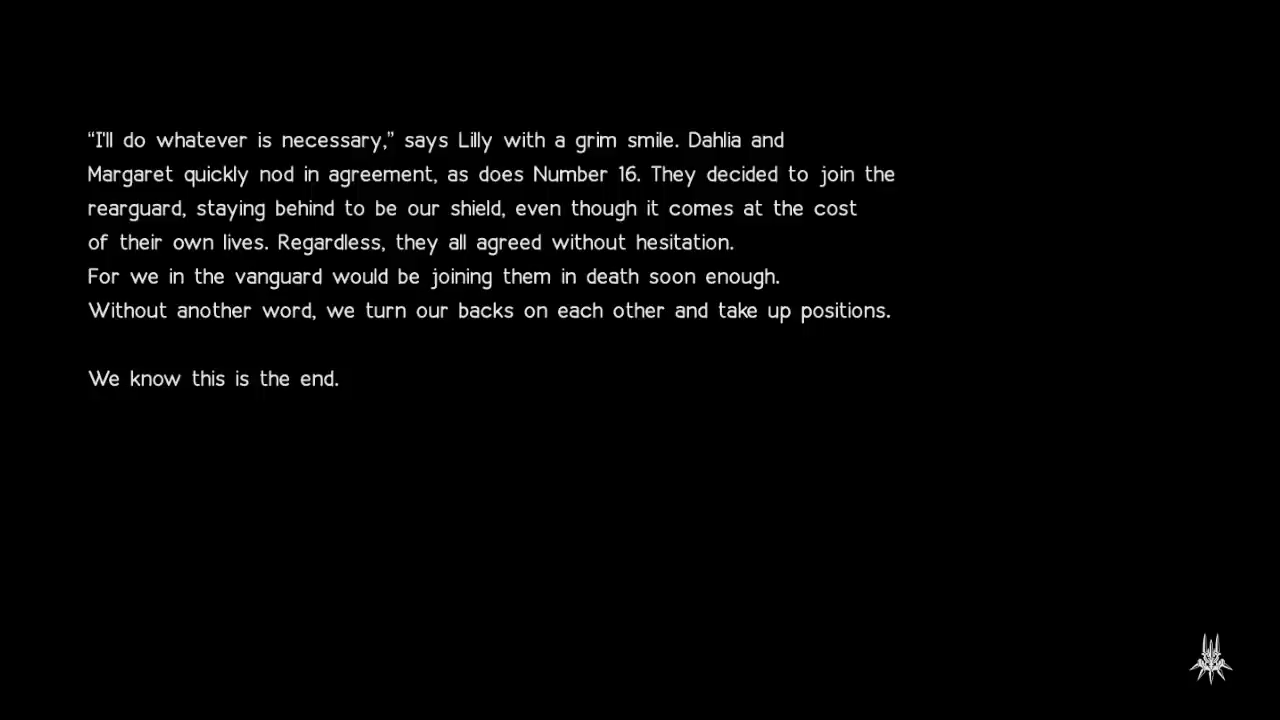 “I'll do whatever is necessary,” says Lilly with a grim smile. Dahlia and
Margaret quickly nod in agreement, as does Number 16. They decided to join the
rearguard, staying behind to be our shield, even though it comes at the cost
of their own lives. Regardless, they all agreed without hesitation.
For we in the vanguard would be joining them in death soon enough.
Without another word, we turn our backs on each other and take up positions.
We know this is the end.